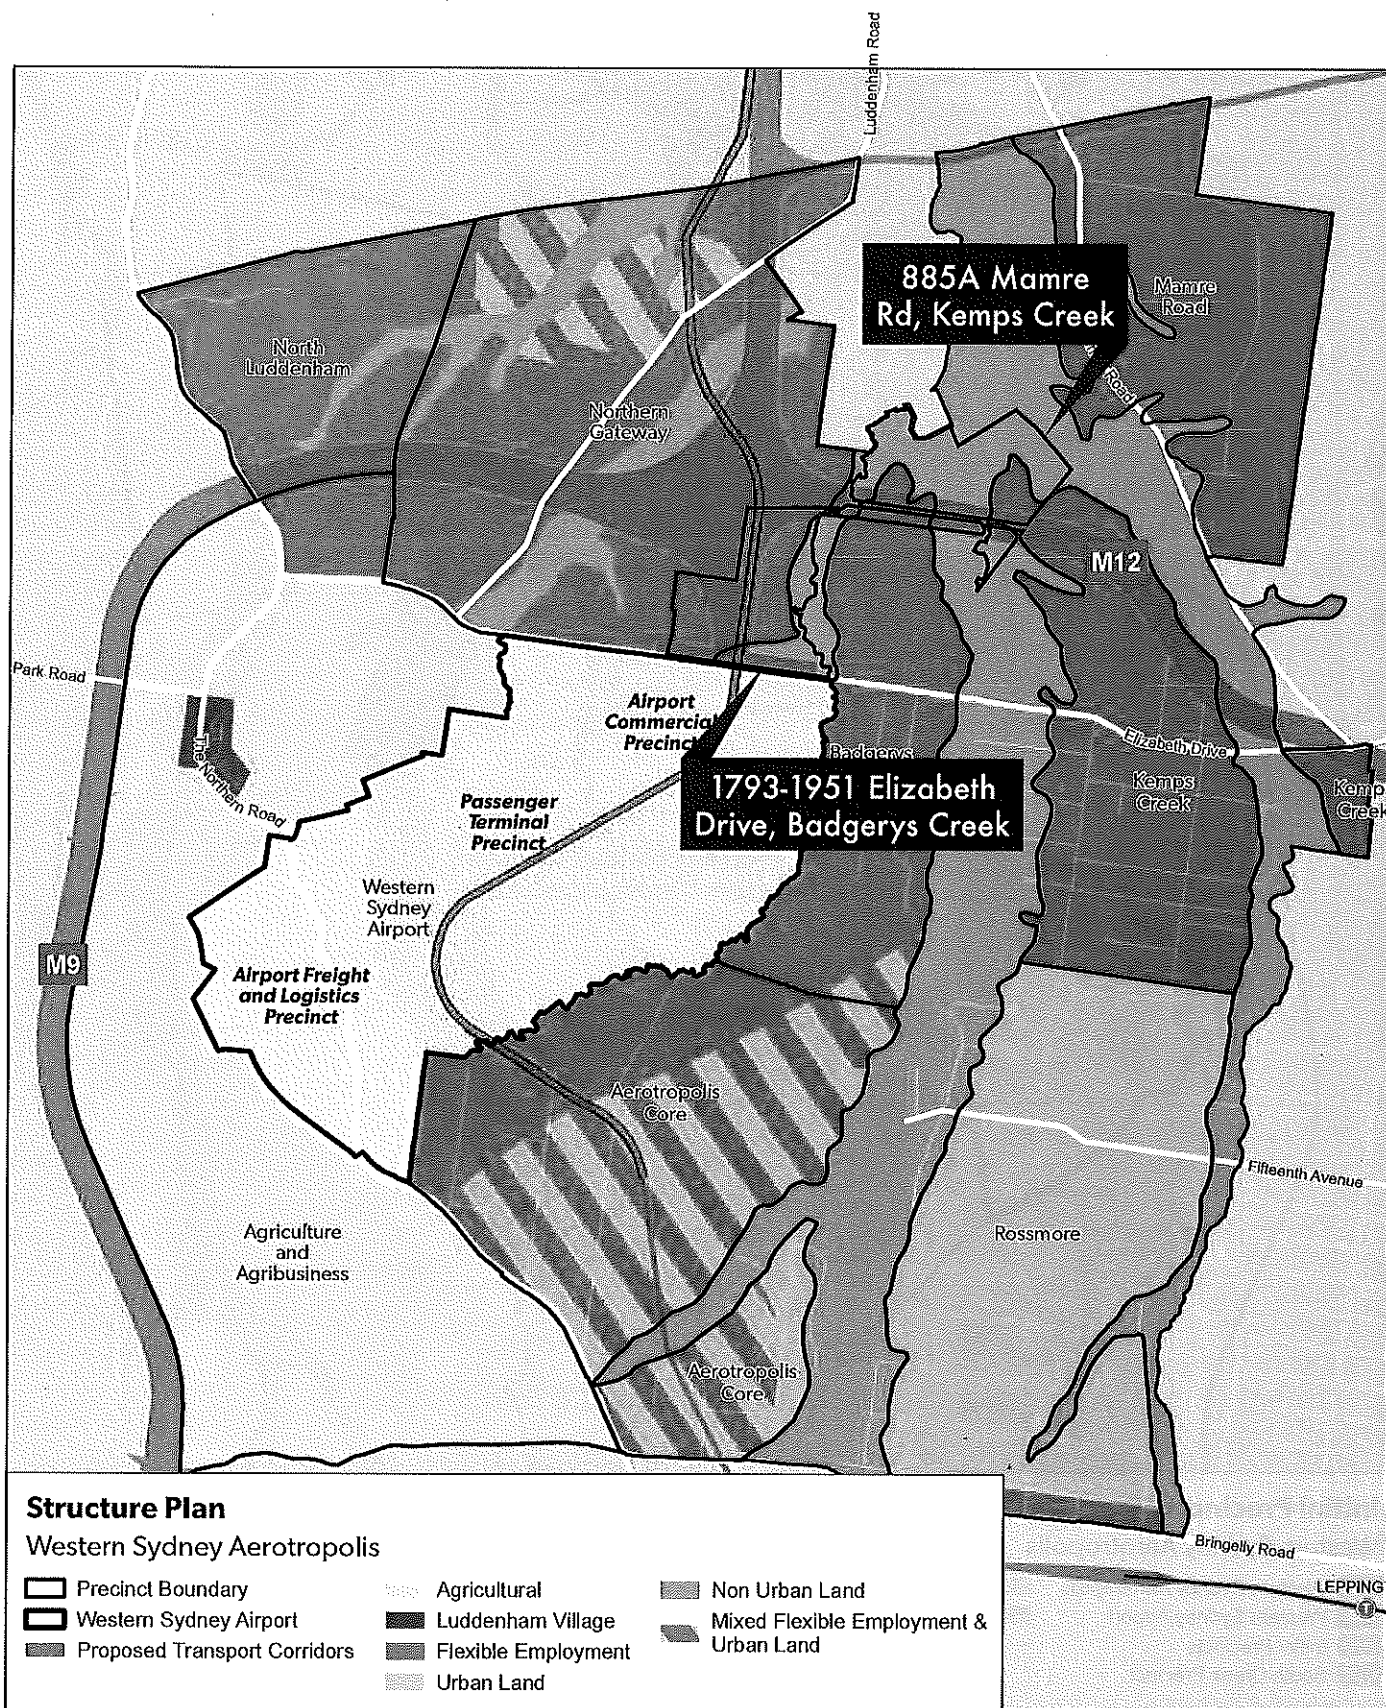 Luddenham Road
885A Mamre
Rd, Kemps Creek
Mamre
Road
Road
North
Luddenham
Northern
Gateway
M12
Park Road
The Northern Road
Airport
Commercial
Precinct
Badgerys
Elizabeth Drive
Kemps
Creek
Kemp
Creek
1793-1951 Elizabeth
Drive, Badgerys Creek
Passenger
Terminal
Precinct
Western
Sydney
Airport
M9
Airport Freight
and Logistics
Precinct
Aerotropolis
Core
Fifteenth Avenue
Agriculture
and
Agribusiness
Rossmore
Aerotropolis
Core
Bringelly Road
LEPPING
T
Structure Plan
Western Sydney Aerotropolis
Precinct Boundary
Western Sydney Airport
Proposed Transport Corridors
Agricultural
Luddenham Village
Flexible Employment
Urban Land
Non Urban Land
Mixed Flexible Employment &
Urban Land